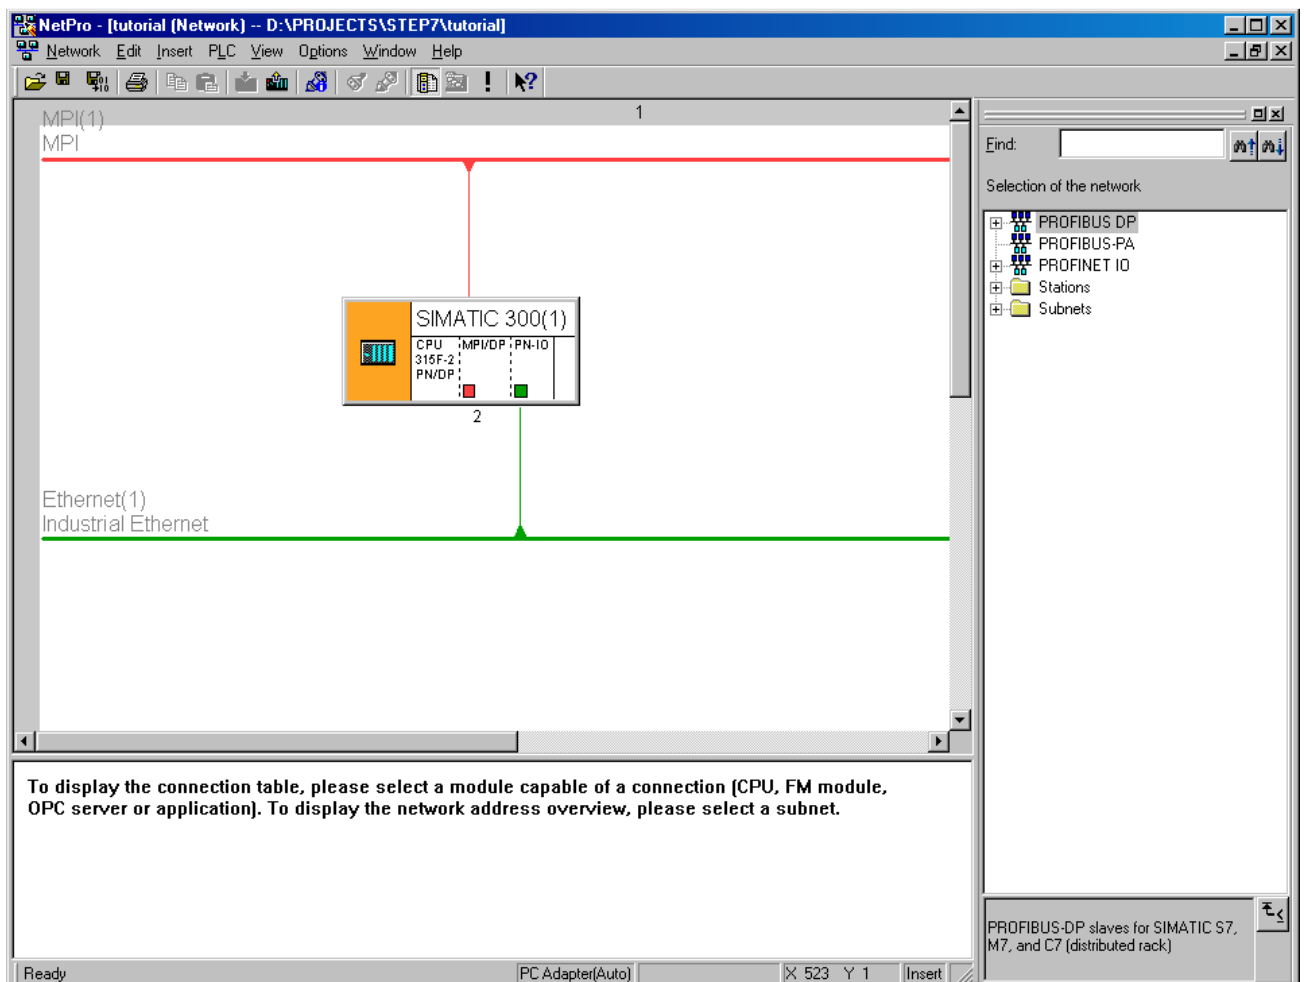 NetPro - [tutorial (Network) -- D:\PROJECTS\STEP7\tutorial]
Network Edit Insert PLC View Options Window Help
1
MPI(1)
MPI
SIMATIC 300(1)
CPU
315F-2
PN/DP
MPI/DP
PN-IO
2
Ethernet(1)
Industrial Ethernet
To display the connection table, please select a module capable of a connection (CPU, FM module,
OPC server or application). To display the network address overview, please select a subnet.
Find:
Selection of the network
PROFIBUS DP
PROFIBUS-PA
PROFINET IO
Stations
Subnets
PROFIBUS-DP slaves for SIMATIC S7,
M7, and C7 (distributed rack)
Ready
PC Adapter(Auto)
X 523 Y 1
Insert